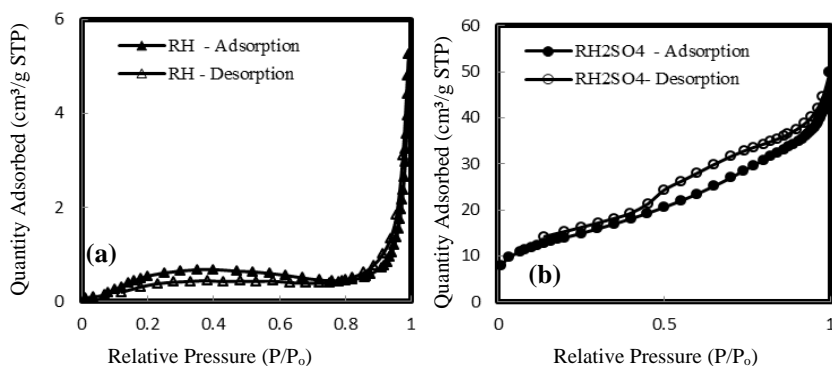 6
RH - Adsorption
RH - Desorption
4
2
0
(a)
0 0.2 0.4 0.6 0.8 1
Quantity Adsorbed (cm³/g STP)
Relative Pressure (P/Pₒ)
60
RH2SO4 - Adsorption
RH2SO4- Desorption
50
40
30
20
10
0
(b)
0 0.5 1
Quantity Adsorbed (cm³/g STP)
Relative Pressure (P/Pₒ)